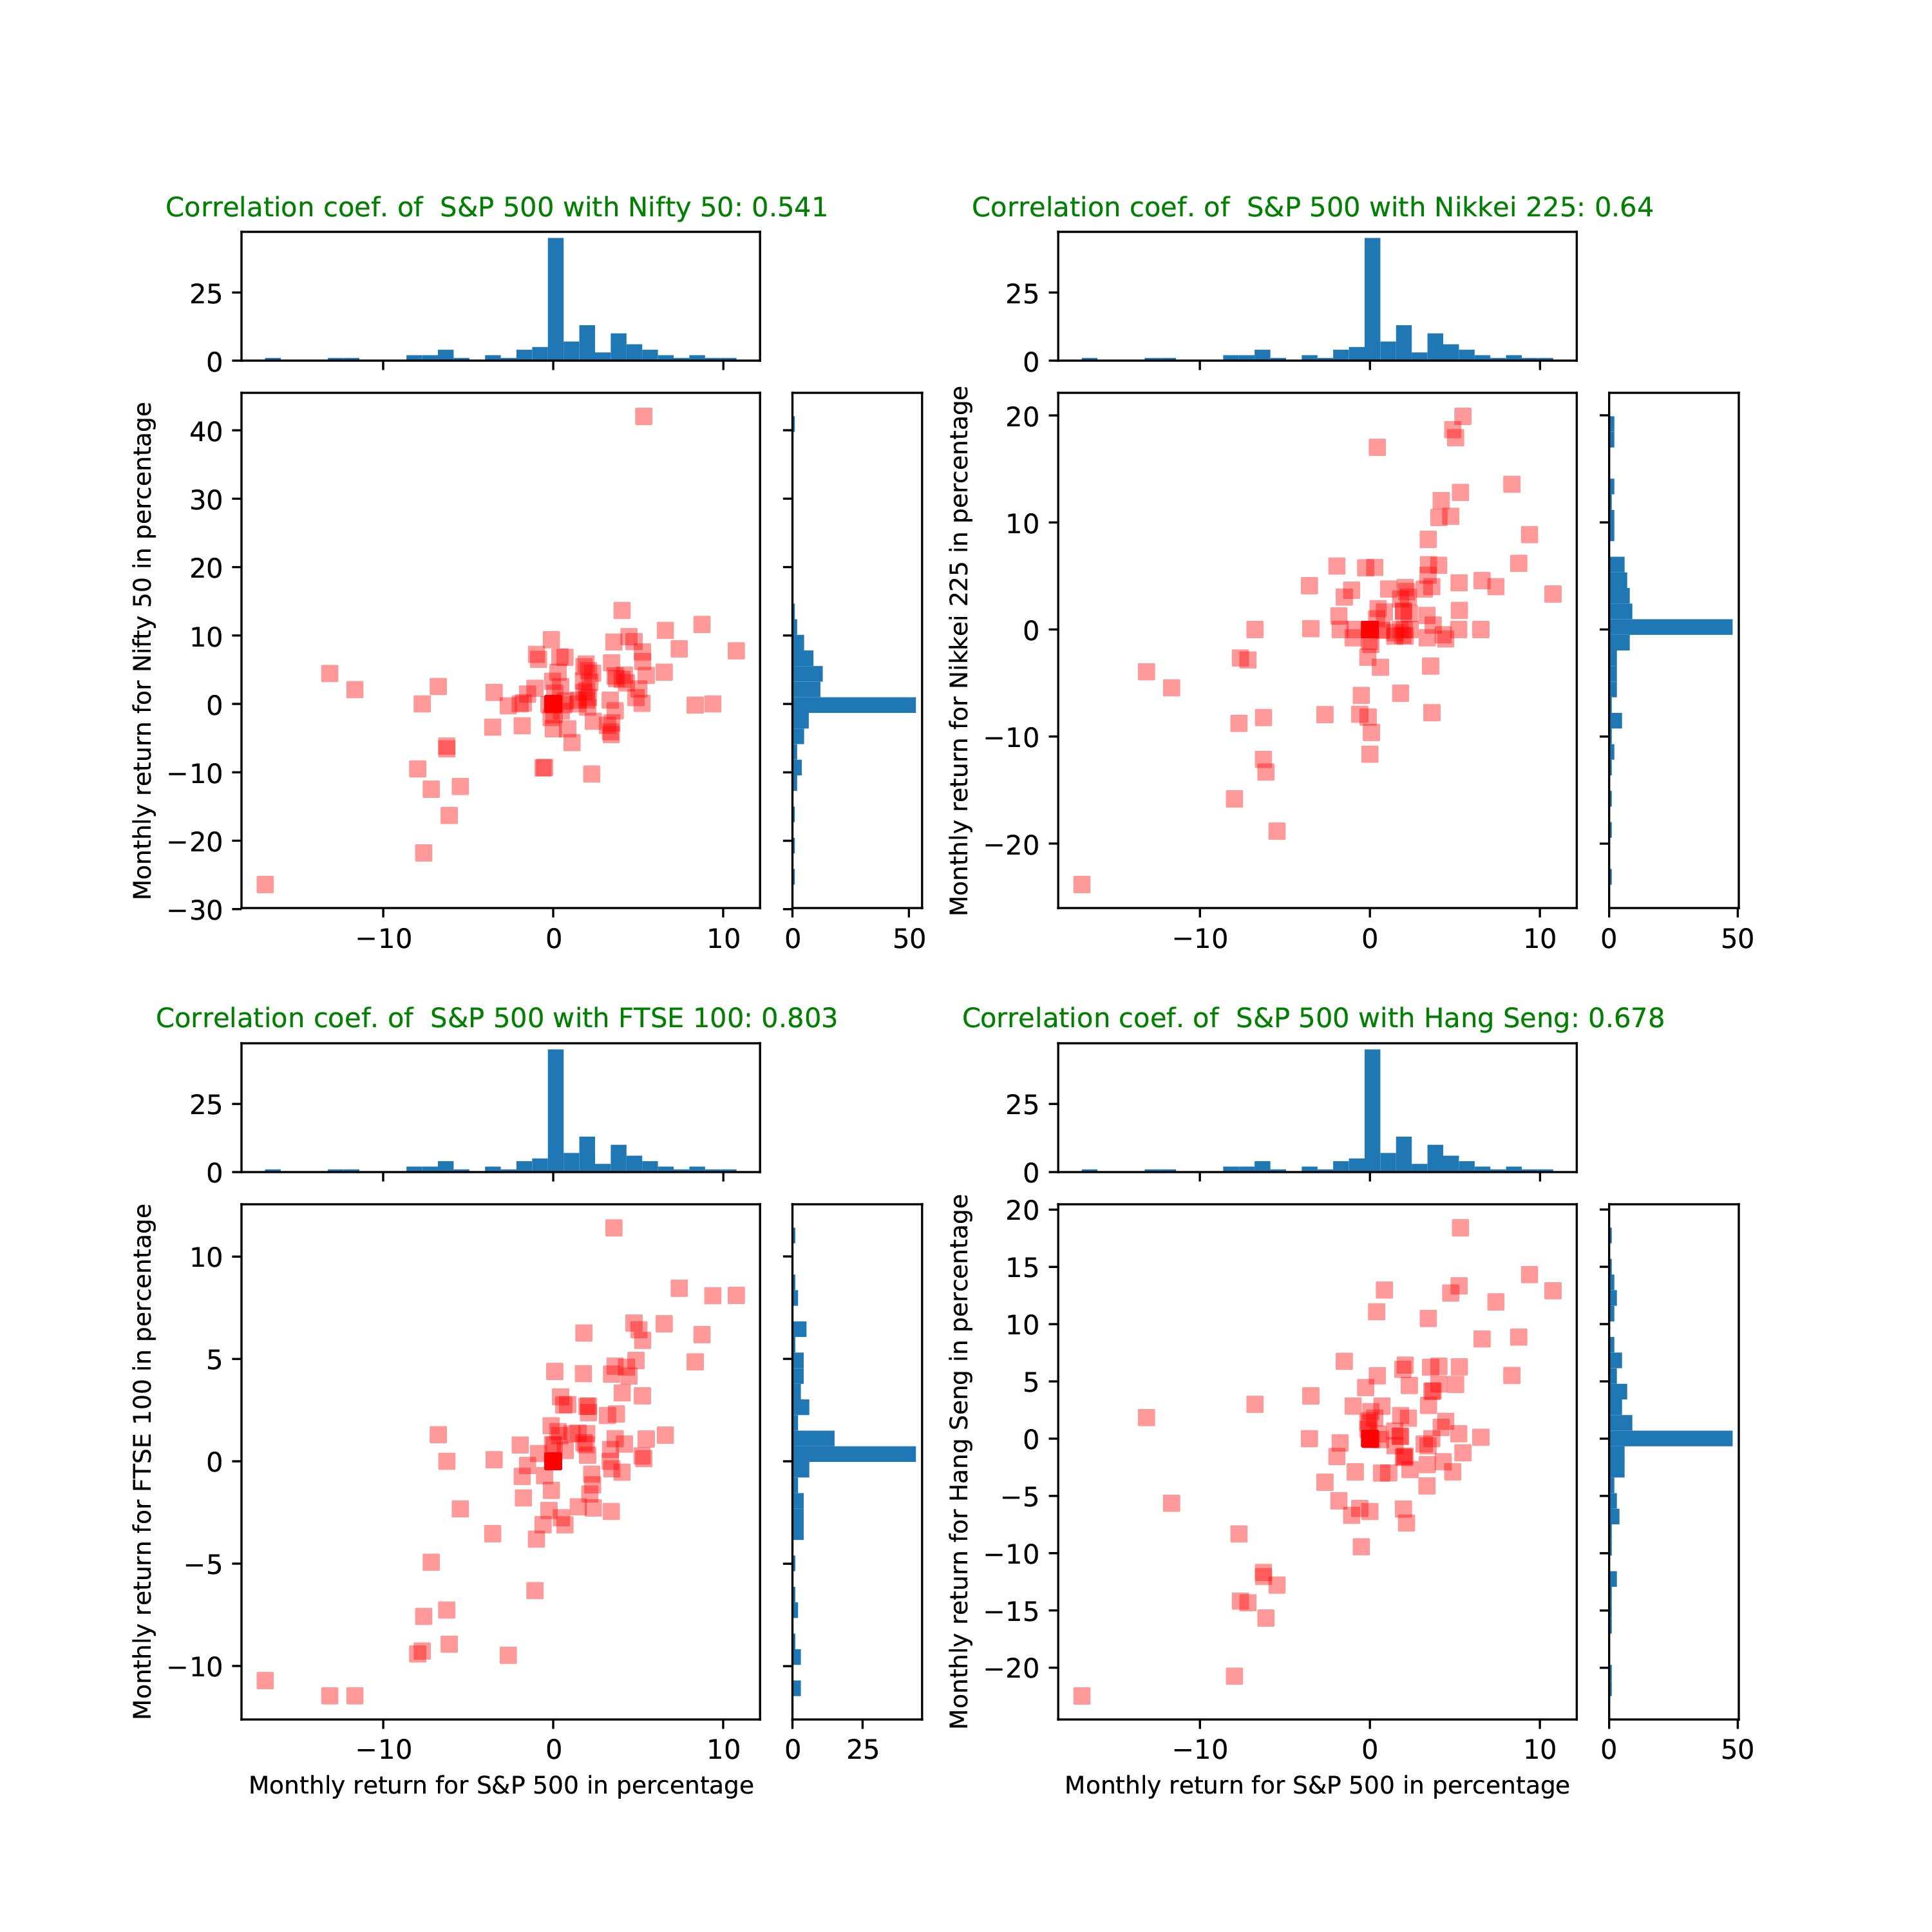 Correlation coef. of  S&P 500 with Nifty 50: 0.541
25
0
Monthly return for Nifty 50 in percentage
40
30
20
10
0
−10
−20
−30
−10 0 10
0 50
Correlation coef. of  S&P 500 with Nikkei 225: 0.64
25
0
Monthly return for Nikkei 225 in percentage
20
10
0
−10
−20
−10 0 10
0 50
Correlation coef. of  S&P 500 with FTSE 100: 0.803
25
0
Monthly return for FTSE 100 in percentage
10
5
0
−5
−10
−10 0 10
0 25
Monthly return for S&P 500 in percentage
Correlation coef. of  S&P 500 with Hang Seng: 0.678
25
0
Monthly return for Hang Seng in percentage
20
15
10
5
0
−5
−10
−15
−20
−10 0 10
0 50
Monthly return for S&P 500 in percentage